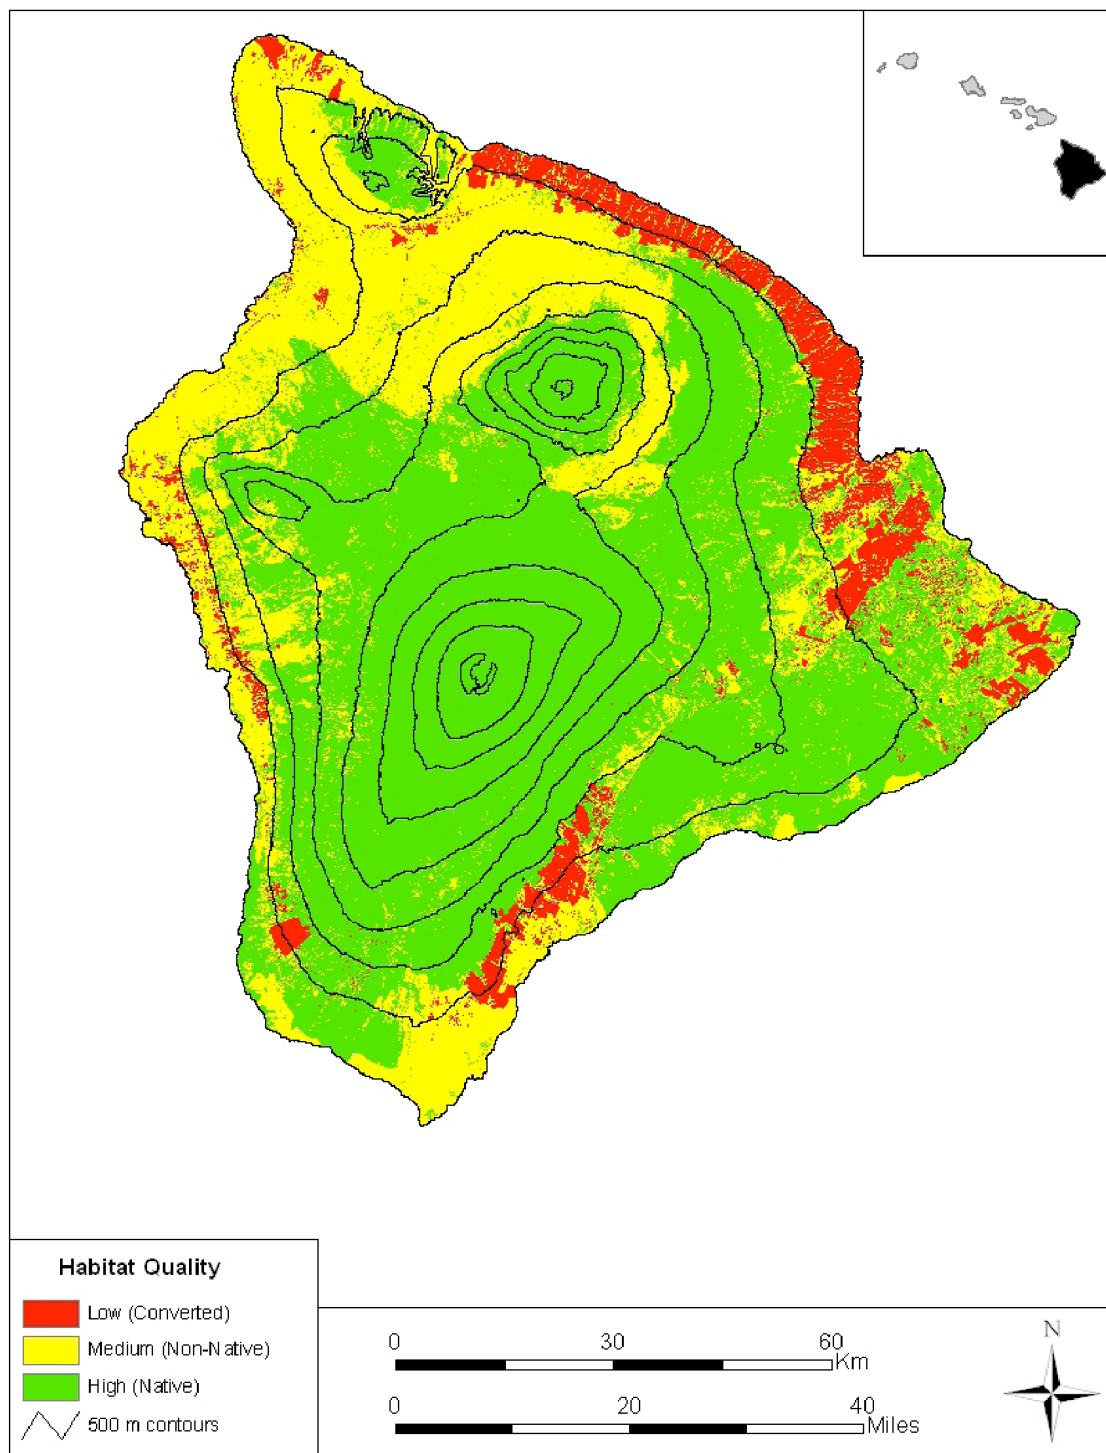 Habitat Quality
Low (Converted)
Medium (Non-Native)
High (Native)
500 m contours
0 30 60
Km
0 20 40
Miles
N